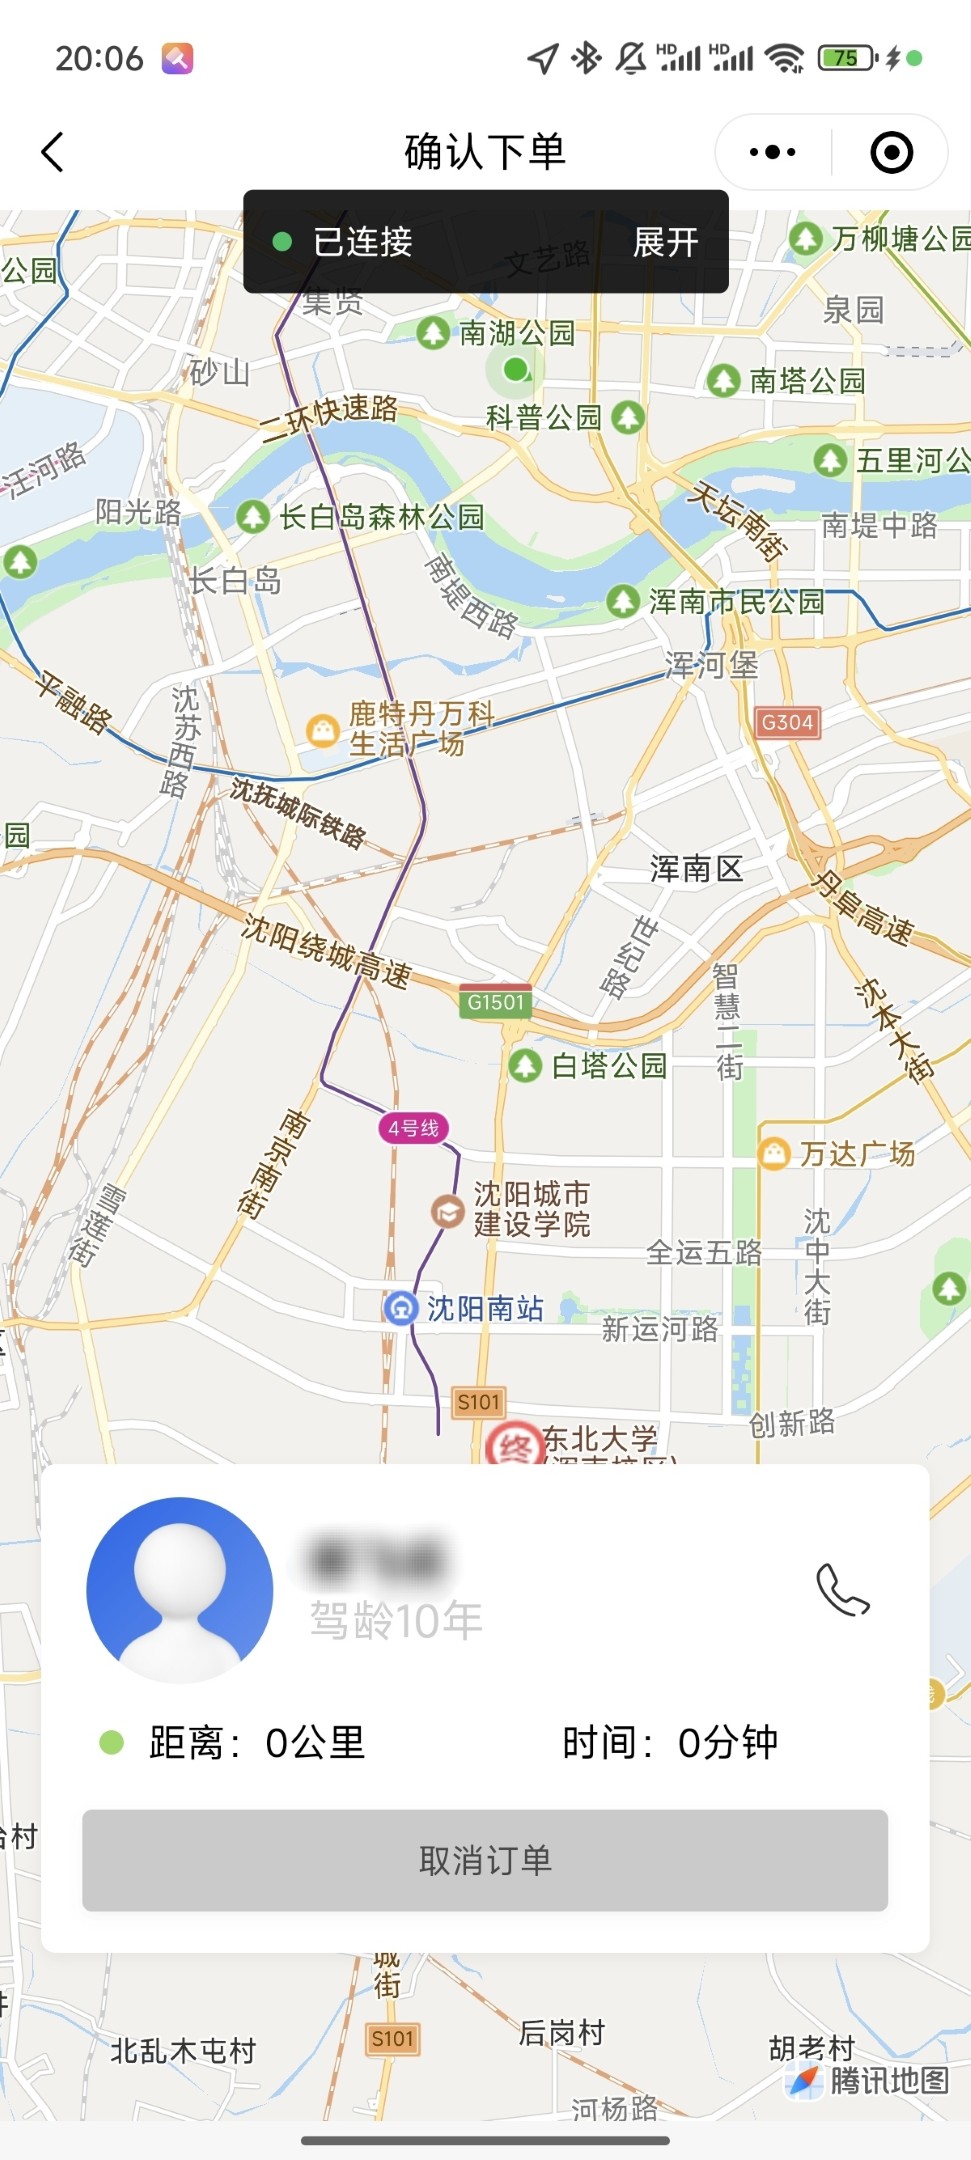 20:06
HD
HD
75
确认下单
已连接
展开
文艺路
万柳塘公园
公园
集贤
泉园
南湖公园
砂山
南塔公园
二环快速路
科普公园
五里河公
汪河路
天坛南街
阳光路
长白岛森林公园
南堤中路
长白岛
南堤西路
浑南市民公园
浑河堡
平融路
沈苏西路
鹿特丹万科
生活广场
G304
沈抚城际铁路
园
浑南区
丹阜高速
沈阳绕城高速
世纪路
智慧二街
G1501
沈本大街
白塔公园
4号线
南京南街
万达广场
雪莲街
沈阳城市
建设学院
沈中大街
全运五路
沈阳南站
新运河路
S101
创新路
终
东北大学
(浑南校区)
驾龄10年
距离：0公里
时间：0分钟
取消订单
台村
城街
S101
后岗村
北乱木屯村
胡老村
腾讯地图
河杨路